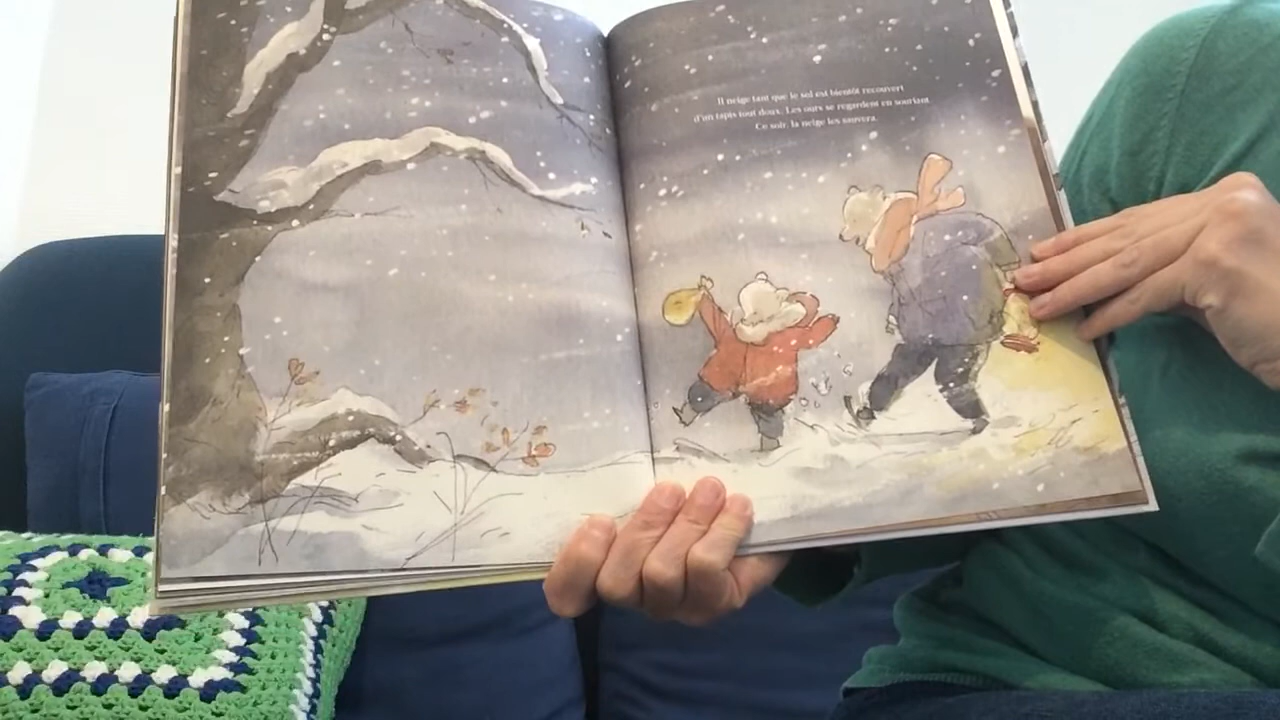 Il neige tant que le sol est bientôt recouvert
d'un tapis tout doux. Les ours se regardent en souriant.
Ce soir, la neige les sauvera.